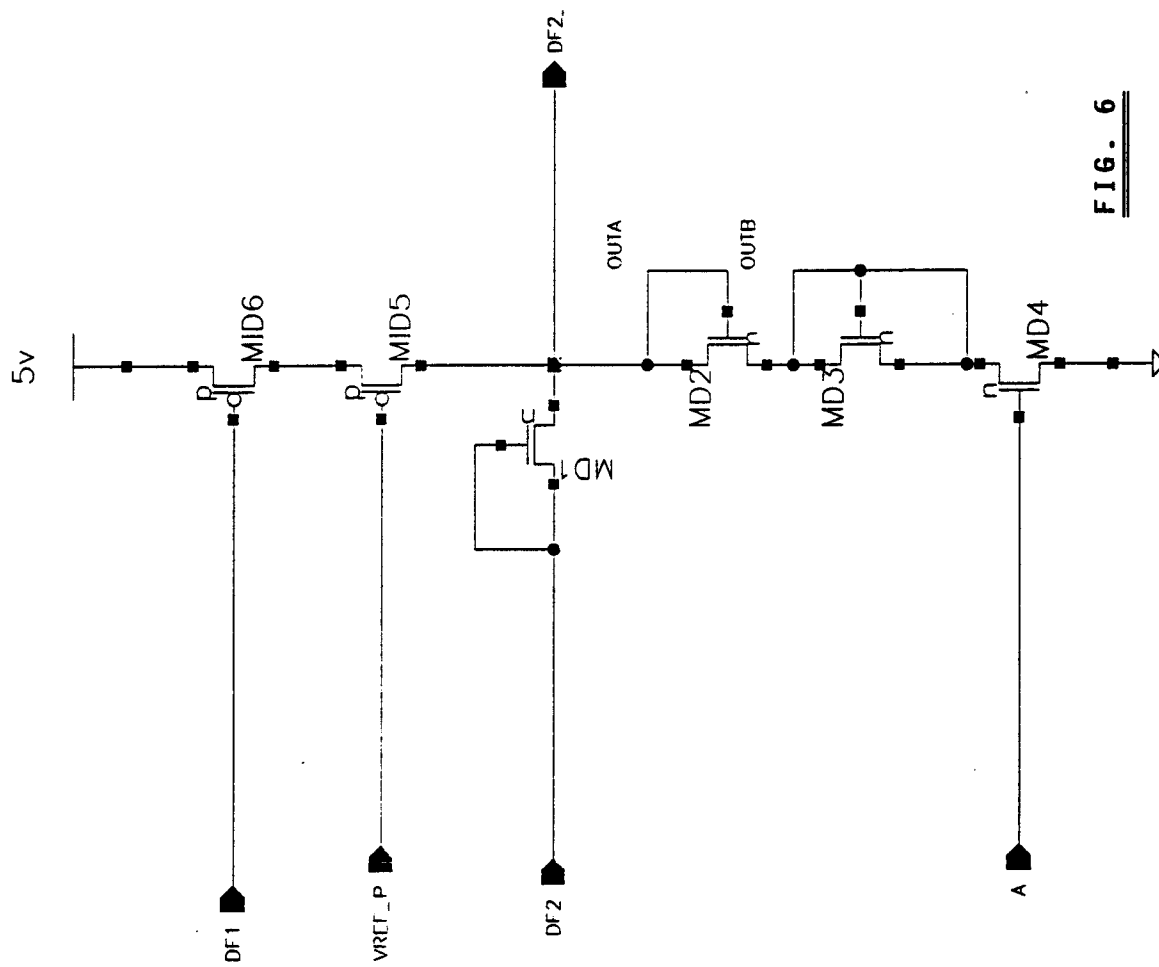 5v
p
MID6
DF1
p
MID5
VREF_P
DF2_
n
MD1
DF2
OUTA
OUTB
MD2
n
MD3
n
n
MD4
A
FIG. 6